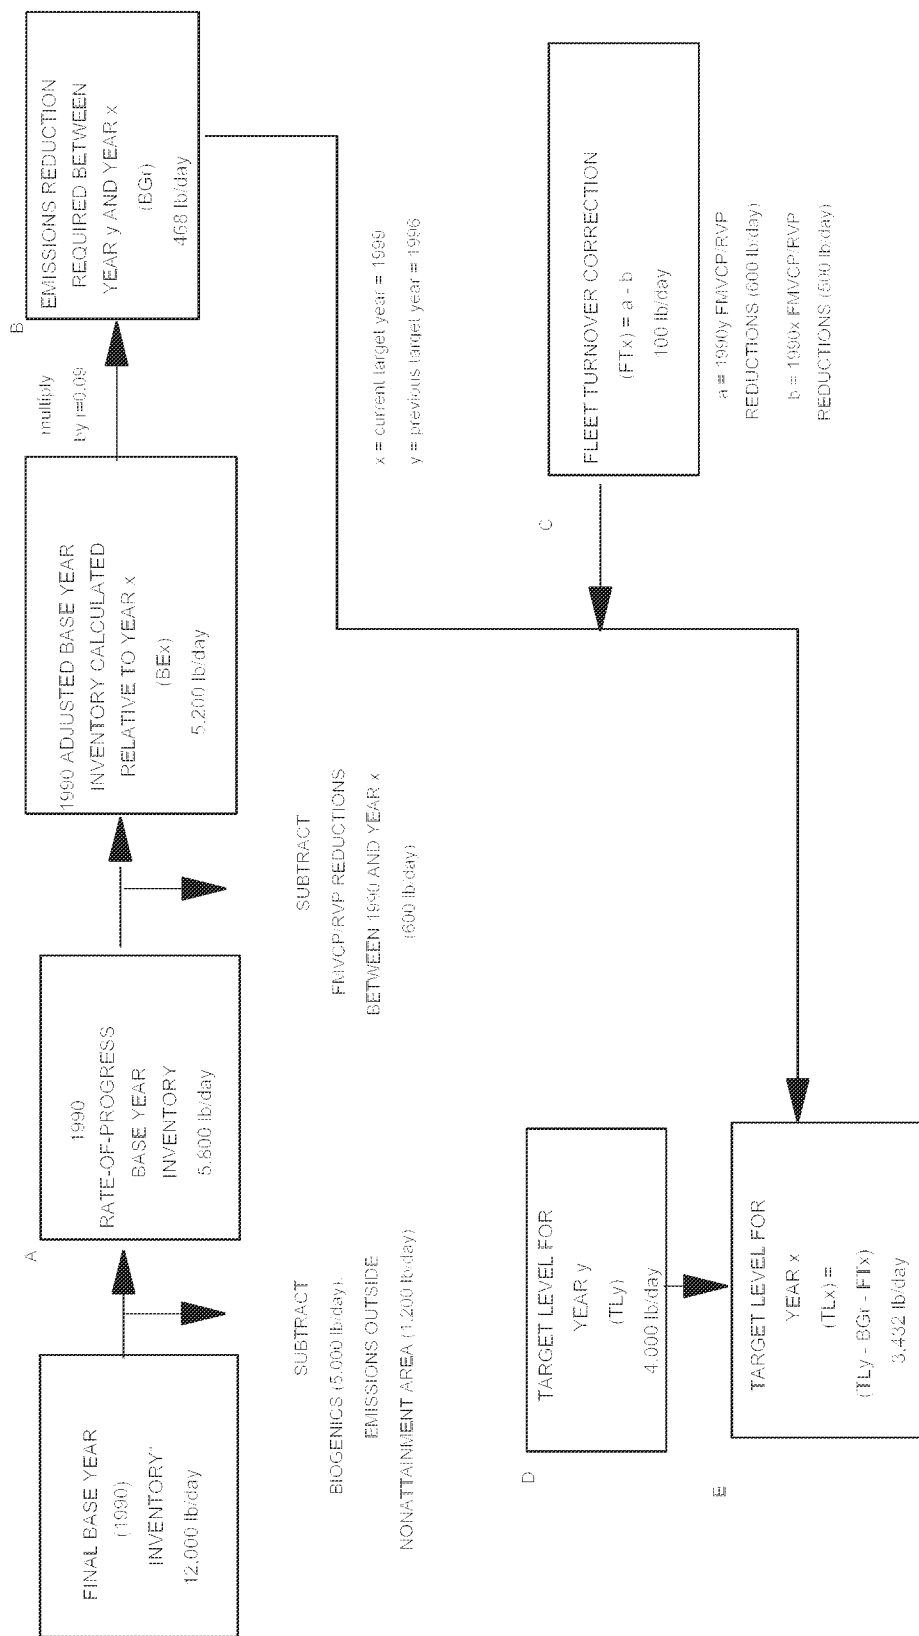 FINAL BASE YEAR
(1990)
INVENTORY"
12,000 lb/day
SUBTRACT
BIOGENICS (5,000 lb/day),
EMISSIONS OUTSIDE
NONATTAINMENT AREA (1,200 lb/day)
A
1990
RATE-OF-PROGRESS
BASE YEAR
INVENTORY
5,800 lb/day
SUBTRACT
FMVCP/RVP REDUCTIONS
BETWEEN 1990 AND YEAR x
(600 lb/day)
1990 ADJUSTED BASE YEAR
INVENTORY CALCULATED
RELATIVE TO YEAR x
(BEx)
5,200 lb/day
multiply
by r=0.09
B
EMISSIONS REDUCTION
REQUIRED BETWEEN
YEAR y AND YEAR x
(BGr)
468 lb/day
x = current target year = 1999
y = previous target year = 1996
C
FLEET TURNOVER CORRECTION
(FTx) = a - b
100 lb/day
a = 1990y FMVCP/RVP
REDUCTIONS (600 lb/day)
b = 1990x FMVCP/RVP
REDUCTIONS (500 lb/day)
D
TARGET LEVEL FOR
YEAR y
(TLy)
4,000 lb/day
E
TARGET LEVEL FOR
YEAR x
(TLx) =
(TLy - BGr - FTx)
3,432 lb/day